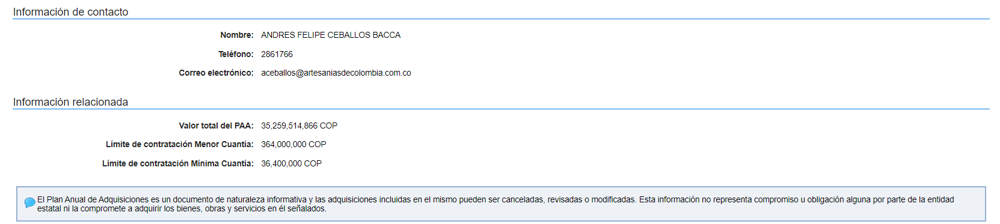 Información de contacto
Nombre: ANDRES FELIPE CEBALLOS BACCA
Teléfono: 2861766
Correo electrónico: aceballos@artesaniasdecolombia.com.co
Información relacionada
Valor total del PAA: 35,259,514,866 COP
Límite de contratación Menor Cuantía: 364,000,000 COP
Límite de contratación Mínima Cuantía: 36,400,000 COP
El Plan Anual de Adquisiciones es un documento de naturaleza informativa y las adquisiciones incluidas en el mismo pueden ser canceladas, revisadas o modificadas. Esta información no representa compromiso u obligación alguna por parte de la entidad
estatal ni la compromete a adquirir los bienes, obras y servicios en él señalados.